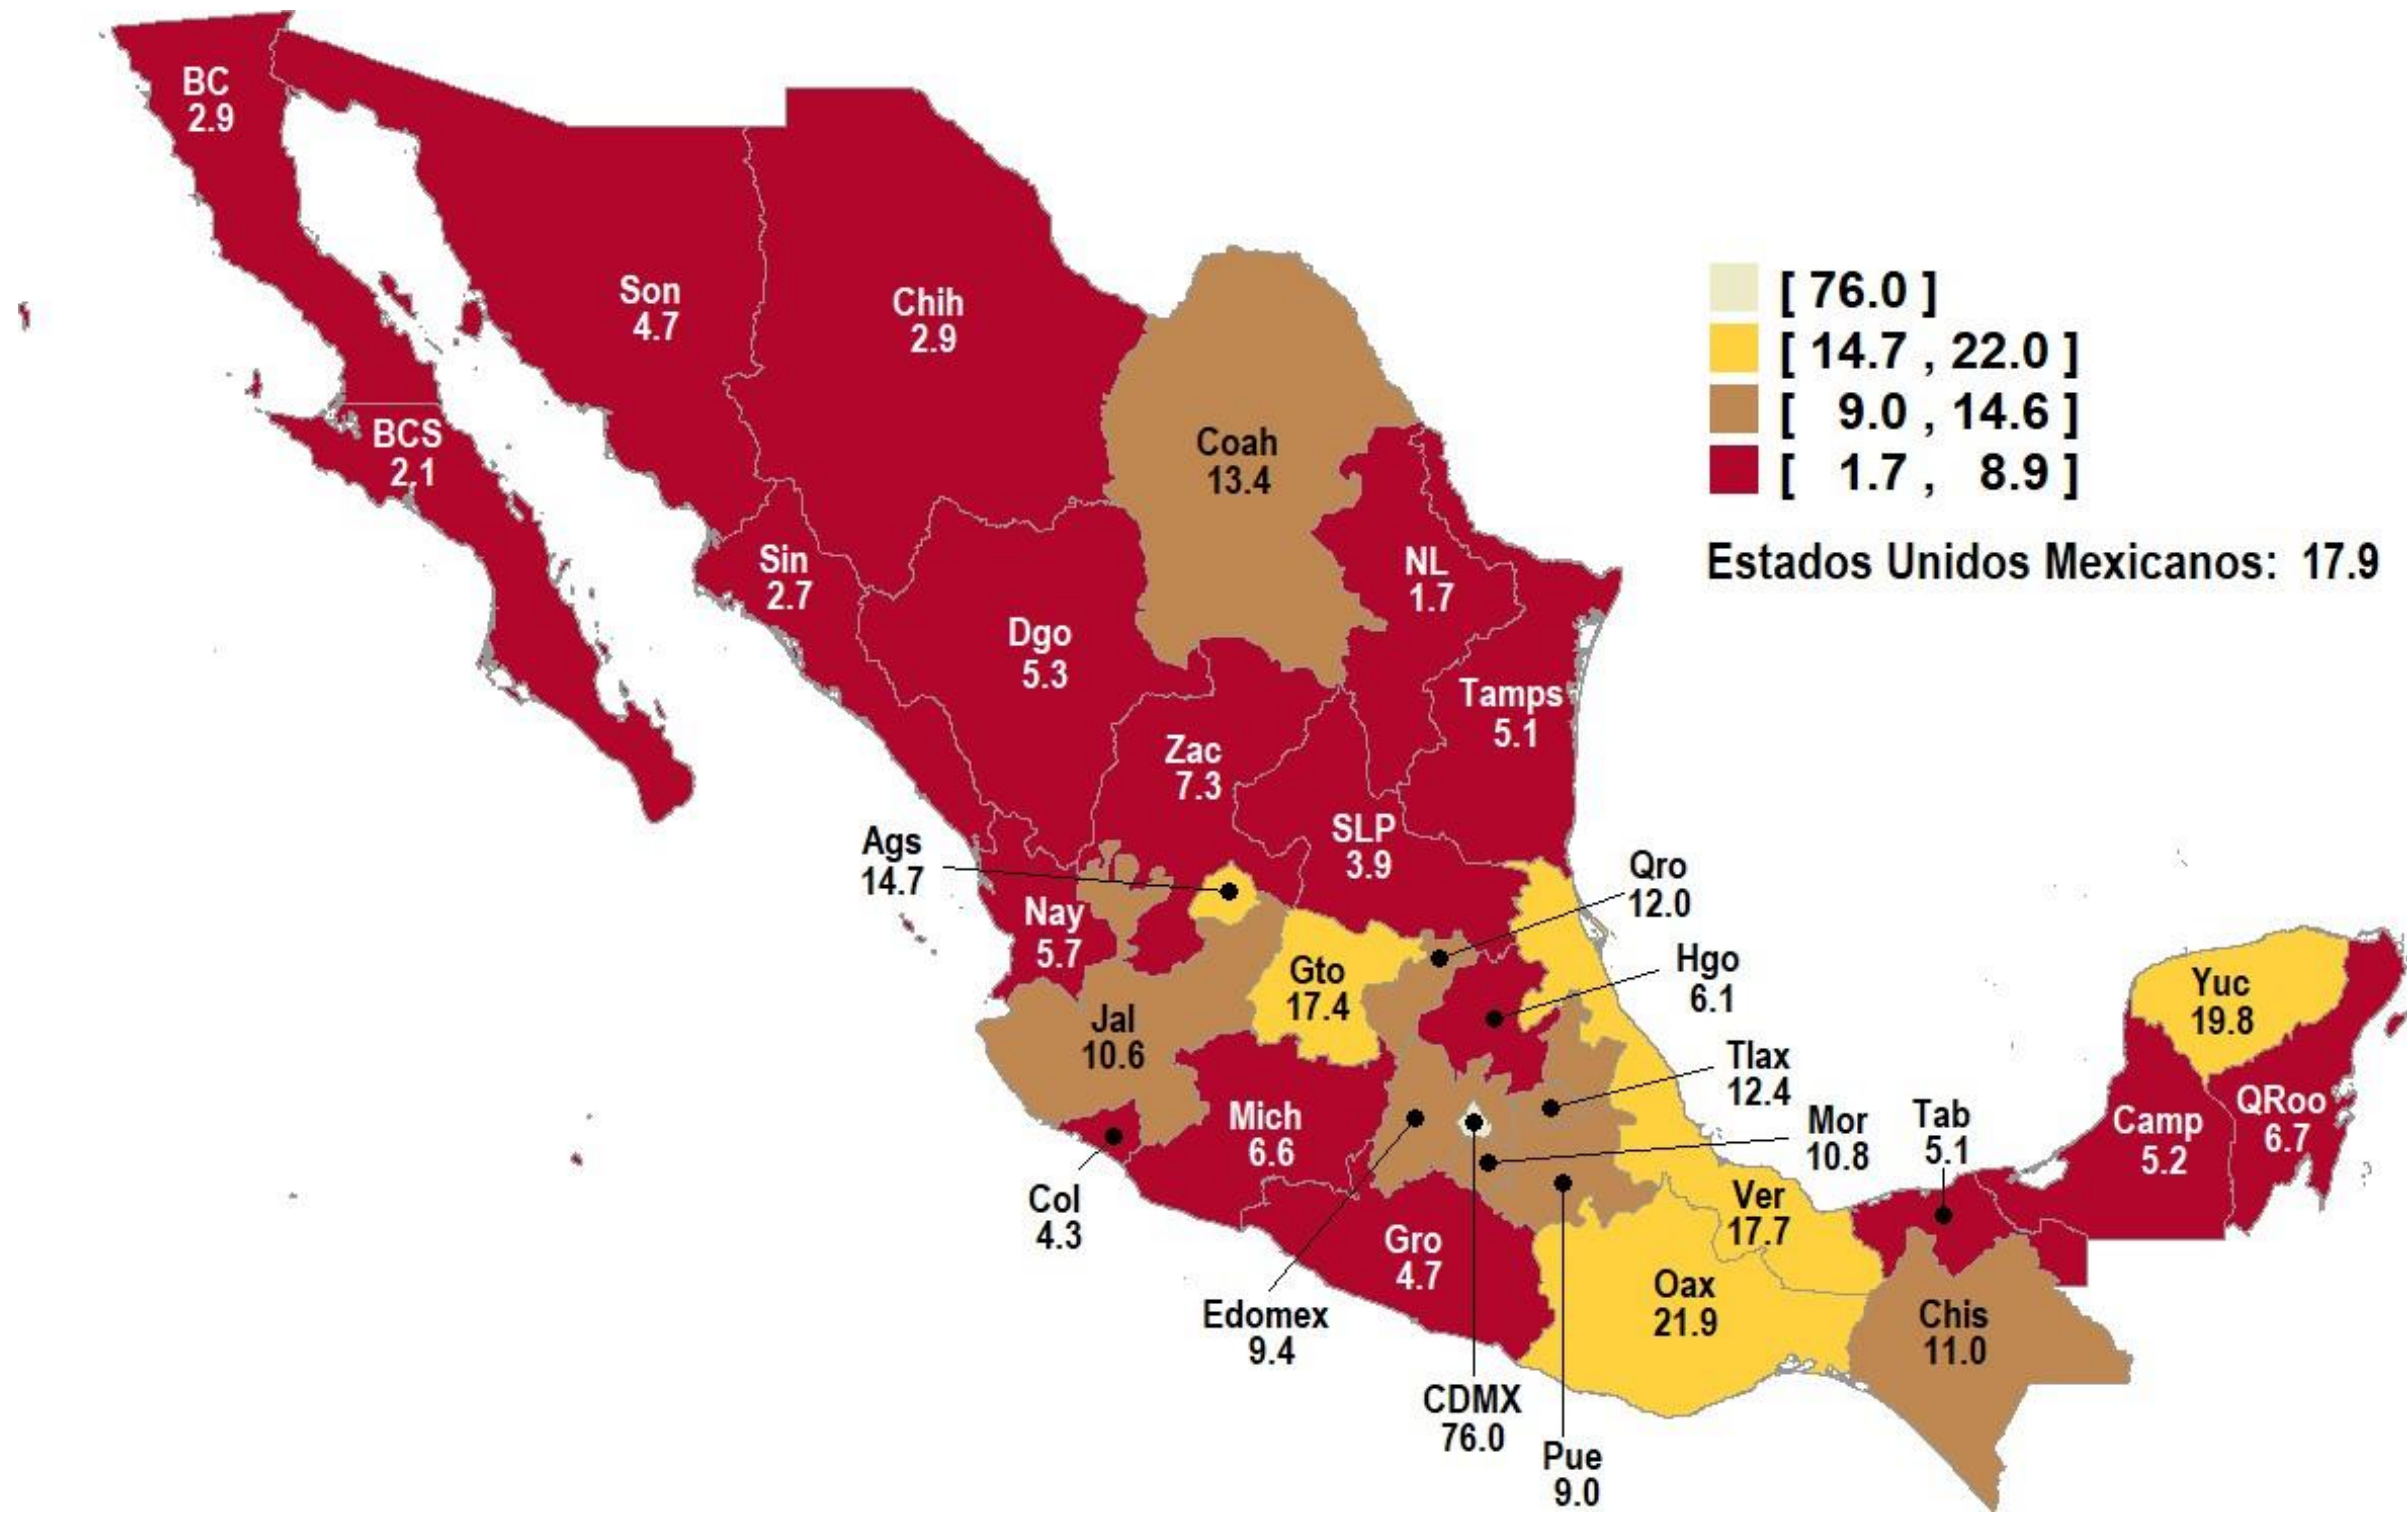 BC
2.9
Son
4.7
Chih
2.9
[ 76.0 ]
[ 14.7 , 22.0 ]
[ 9.0 , 14.6 ]
[ 1.7 , 8.9 ]
Estados Unidos Mexicanos: 17.9
BCS
2.1
Coah
13.4
Sin
2.7
NL
1.7
Dgo
5.3
Tamps
5.1
Zac
7.3
SLP
3.9
Ags
14.7
Qro
12.0
Nay
5.7
Hgo
6.1
Gto
17.4
Yuc
19.8
Jal
10.6
Tlax
12.4
Mich
6.6
Mor
10.8
Tab
5.1
Camp
5.2
QRoo
6.7
Col
4.3
Ver
17.7
Gro
4.7
Oax
21.9
Edomex
9.4
Chis
11.0
CDMX
76.0
Pue
9.0